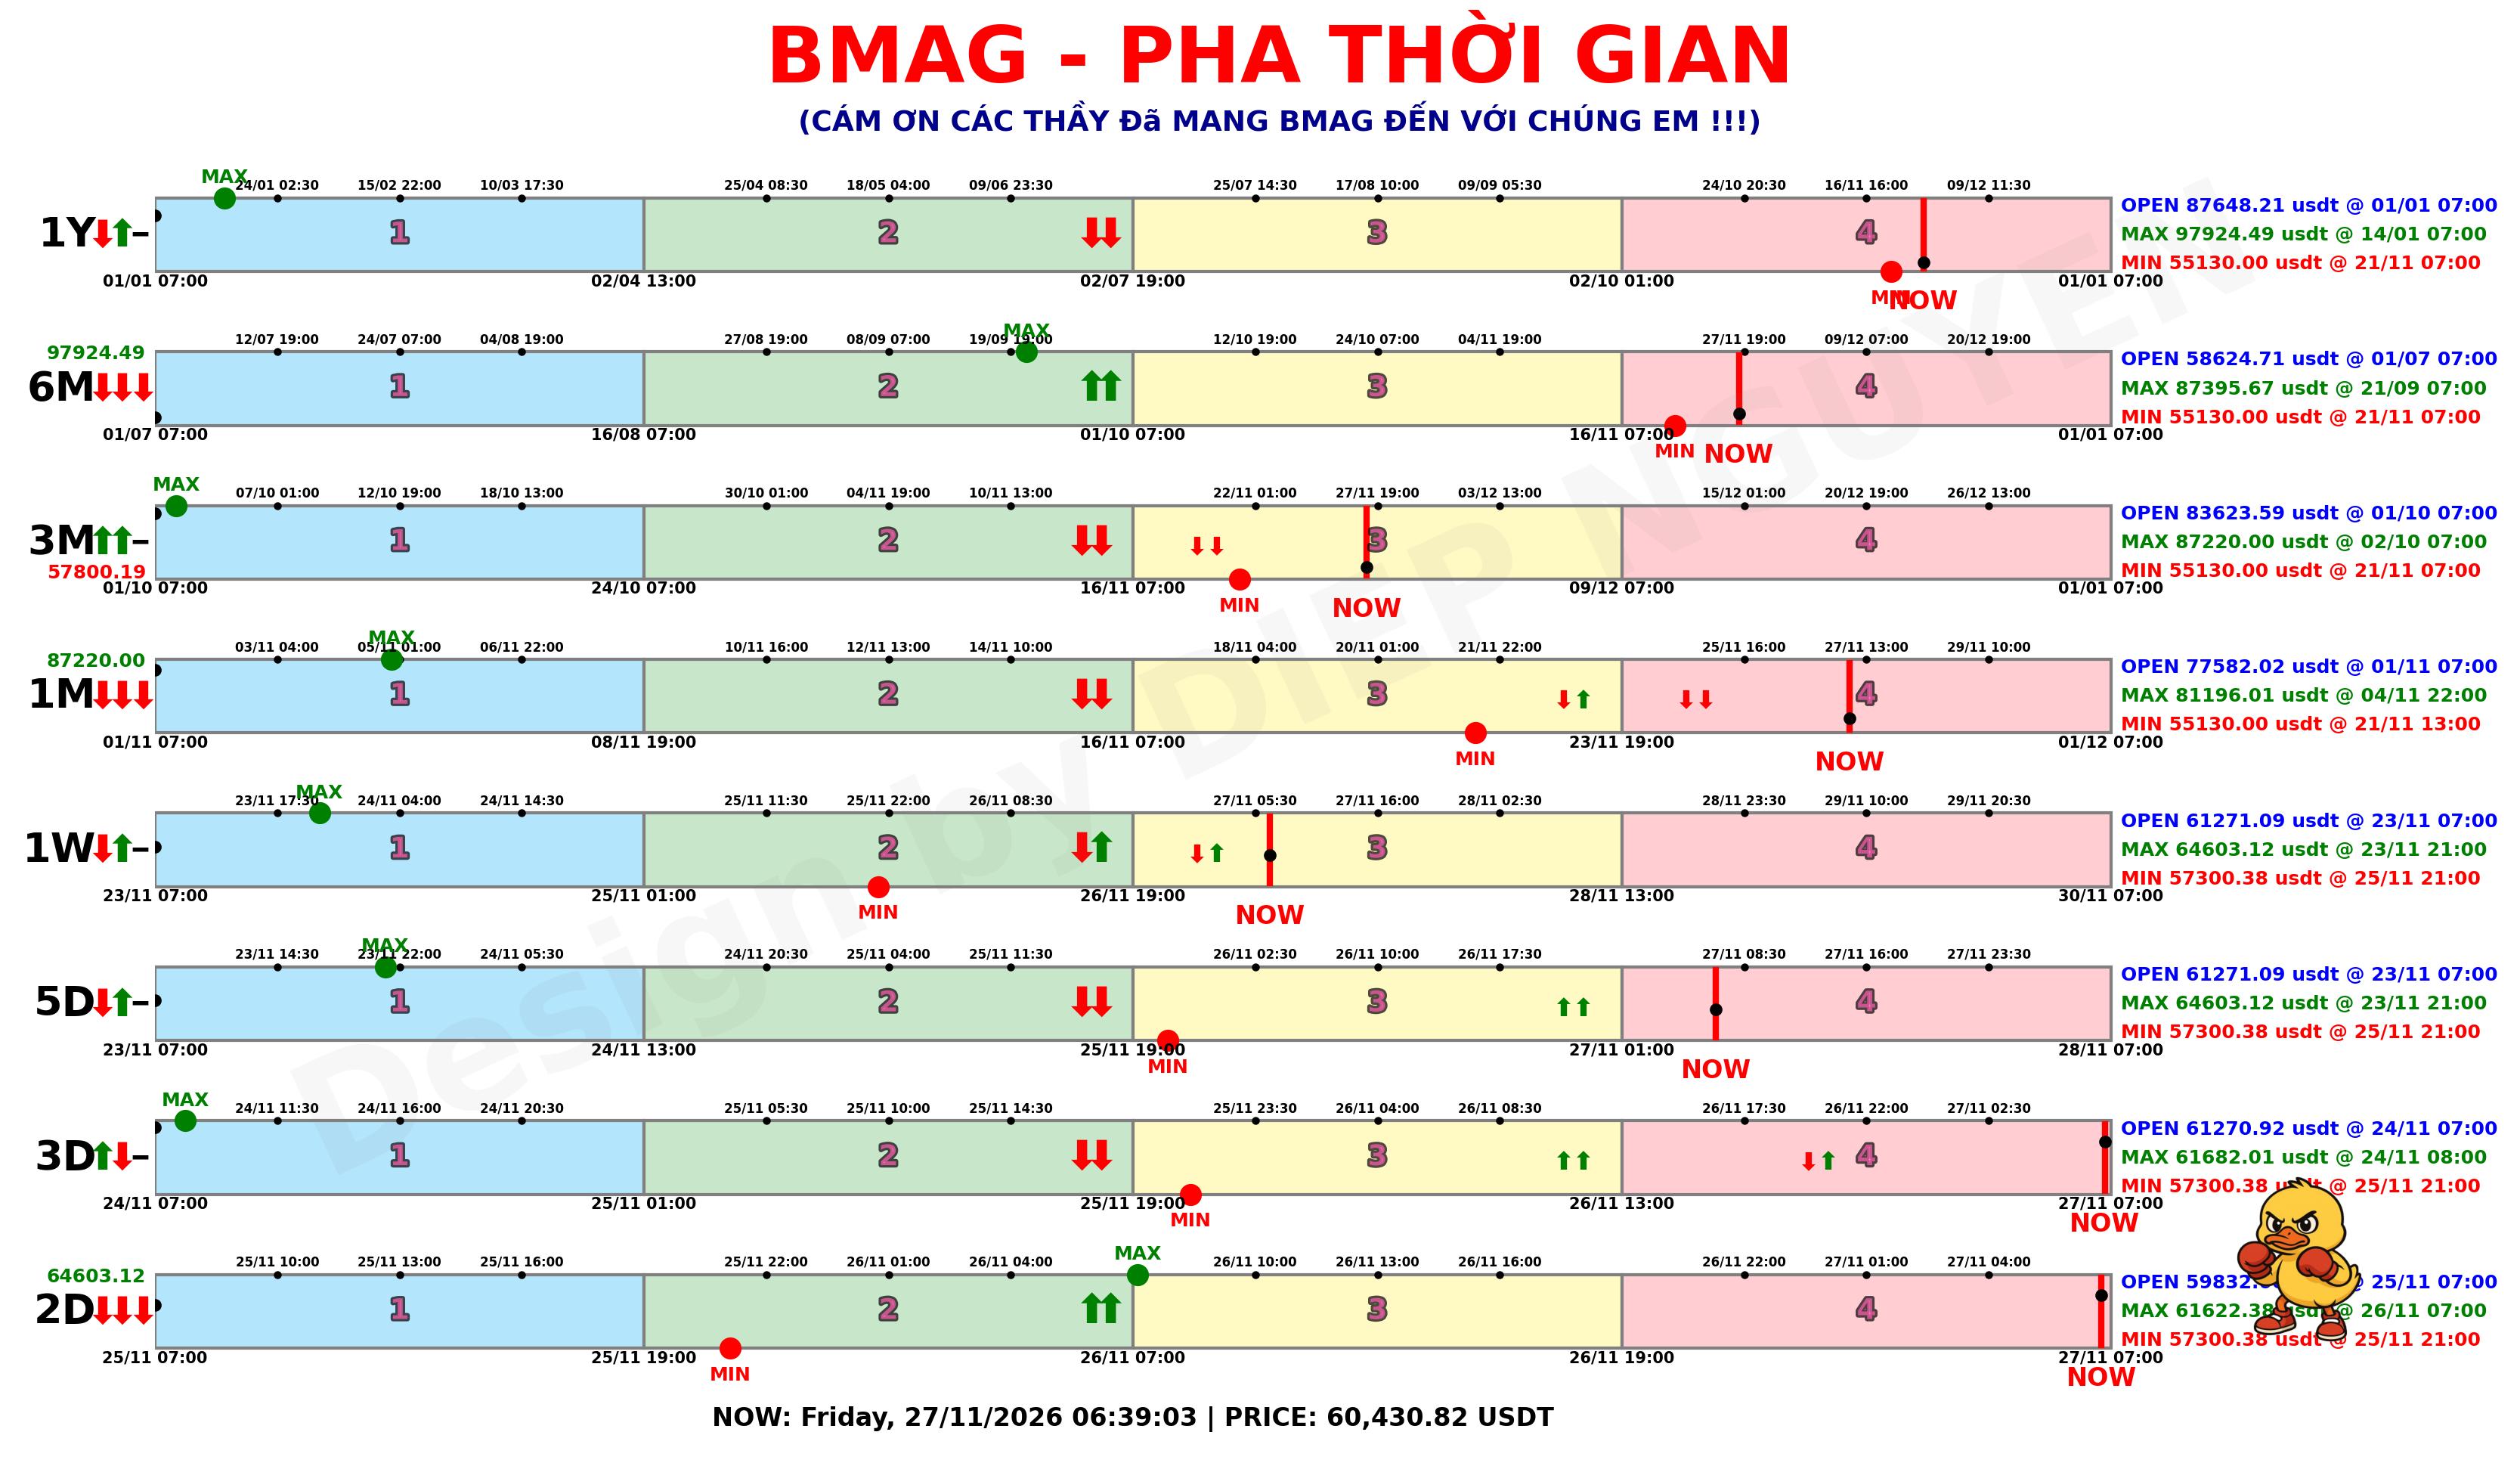 BMAG - PHA THỜI GIAN
(CÁM ƠN CÁC THẦY Đã MANG BMAG ĐẾN VỚI CHÚNG EM !!!)
MAX
24/01 02:30 15/02 22:00 10/03 17:30 25/04 08:30 18/05 04:00 09/06 23:30 25/07 14:30 17/08 10:00 09/09 05:30 24/10 20:30 16/11 16:00 09/12 11:30
1Y 1 2 3 4
OPEN 87648.21 usdt @ 01/01 07:00
MAX 97924.49 usdt @ 14/01 07:00
MIN 55130.00 usdt @ 21/11 07:00
01/01 07:00 02/04 13:00 02/07 19:00 02/10 01:00 01/01 07:00
MIN NOW
MAX
12/07 19:00 24/07 07:00 04/08 19:00 27/08 19:00 08/09 07:00 19/09 19:00 12/10 19:00 24/10 07:00 04/11 19:00 27/11 19:00 09/12 07:00 20/12 19:00
97924.49
6M 1 2 3 4
OPEN 58624.71 usdt @ 01/07 07:00
MAX 87395.67 usdt @ 21/09 07:00
MIN 55130.00 usdt @ 21/11 07:00
01/07 07:00 16/08 07:00 01/10 07:00 16/11 07:00 01/01 07:00
MIN NOW
MAX
07/10 01:00 12/10 19:00 18/10 13:00 30/10 01:00 04/11 19:00 10/11 13:00 22/11 01:00 27/11 19:00 03/12 13:00 15/12 01:00 20/12 19:00 26/12 13:00
3M 1 2 3 4
57800.19
OPEN 83623.59 usdt @ 01/10 07:00
MAX 87220.00 usdt @ 02/10 07:00
MIN 55130.00 usdt @ 21/11 07:00
01/10 07:00 24/10 07:00 16/11 07:00 09/12 07:00 01/01 07:00
MIN NOW
MAX
03/11 04:00 05/11 01:00 06/11 22:00 10/11 16:00 12/11 13:00 14/11 10:00 18/11 04:00 20/11 01:00 21/11 22:00 25/11 16:00 27/11 13:00 29/11 10:00
87220.00
1M 1 2 3 4
OPEN 77582.02 usdt @ 01/11 07:00
MAX 81196.01 usdt @ 04/11 22:00
MIN 55130.00 usdt @ 21/11 13:00
01/11 07:00 08/11 19:00 16/11 07:00 23/11 19:00 01/12 07:00
MIN NOW
MAX
23/11 17:30 24/11 04:00 24/11 14:30 25/11 11:30 25/11 22:00 26/11 08:30 27/11 05:30 27/11 16:00 28/11 02:30 28/11 23:30 29/11 10:00 29/11 20:30
1W 1 2 3 4
OPEN 61271.09 usdt @ 23/11 07:00
MAX 64603.12 usdt @ 23/11 21:00
MIN 57300.38 usdt @ 25/11 21:00
23/11 07:00 25/11 01:00 26/11 19:00 28/11 13:00 30/11 07:00
MIN NOW
MAX
23/11 14:30 23/11 22:00 24/11 05:30 24/11 20:30 25/11 04:00 25/11 11:30 26/11 02:30 26/11 10:00 26/11 17:30 27/11 08:30 27/11 16:00 27/11 23:30
5D 1 2 3 4
OPEN 61271.09 usdt @ 23/11 07:00
MAX 64603.12 usdt @ 23/11 21:00
MIN 57300.38 usdt @ 25/11 21:00
23/11 07:00 24/11 13:00 25/11 19:00 27/11 01:00 28/11 07:00
MIN NOW
MAX
24/11 11:30 24/11 16:00 24/11 20:30 25/11 05:30 25/11 10:00 25/11 14:30 25/11 23:30 26/11 04:00 26/11 08:30 26/11 17:30 26/11 22:00 27/11 02:30
3D 1 2 3 4
OPEN 61270.92 usdt @ 24/11 07:00
MAX 61682.01 usdt @ 24/11 08:00
MIN 57300.38 usdt @ 25/11 21:00
24/11 07:00 25/11 01:00 25/11 19:00 26/11 13:00 27/11 07:00
MIN NOW
MAX
25/11 10:00 25/11 13:00 25/11 16:00 25/11 22:00 26/11 01:00 26/11 04:00 26/11 10:00 26/11 13:00 26/11 16:00 26/11 22:00 27/11 01:00 27/11 04:00
64603.12
2D 1 2 3 4
OPEN @ 25/11 07:00
MAX 61622.38 usdt @ 26/11 07:00
MIN 57300.38 usdt @ 25/11 21:00
25/11 07:00 25/11 19:00 26/11 07:00 26/11 19:00 27/11 07:00
MIN NOW
NOW: Friday, 27/11/2026 06:39:03 | PRICE: 60,430.82 USDT
Design by DIEP NGUYEN